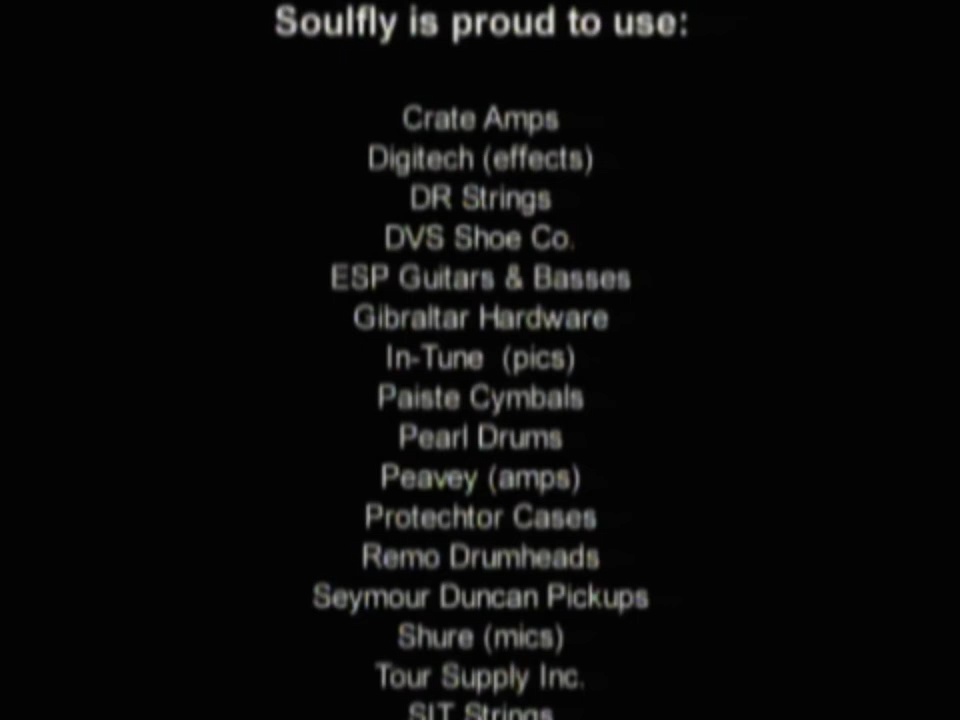 Soulfly is proud to use:
Crate Amps
Digitech (effects)
DR Strings
DVS Shoe Co.
ESP Guitars & Basses
Gibraltar Hardware
In-Tune (pics)
Paiste Cymbals
Pearl Drums
Peavey (amps)
Protechtor Cases
Remo Drumheads
Seymour Duncan Pickups
Shure (mics)
Tour Supply Inc.
SIT Strings